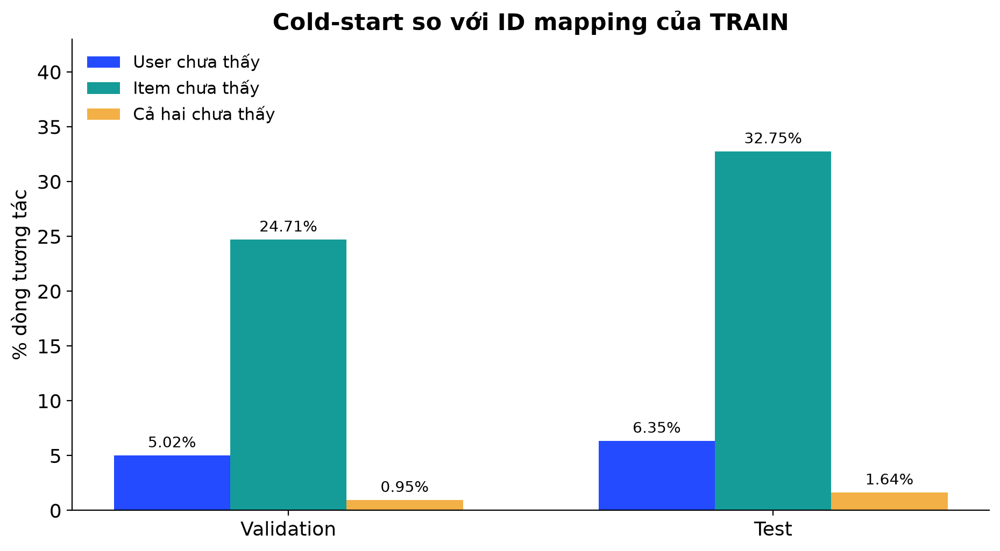 Cold-start so với ID mapping của TRAIN
User chưa thấy
Item chưa thấy
Cả hai chưa thấy
% dòng tương tác
40
35
30
25
20
15
10
5
0
5.02%
24.71%
0.95%
6.35%
32.75%
1.64%
Validation
Test